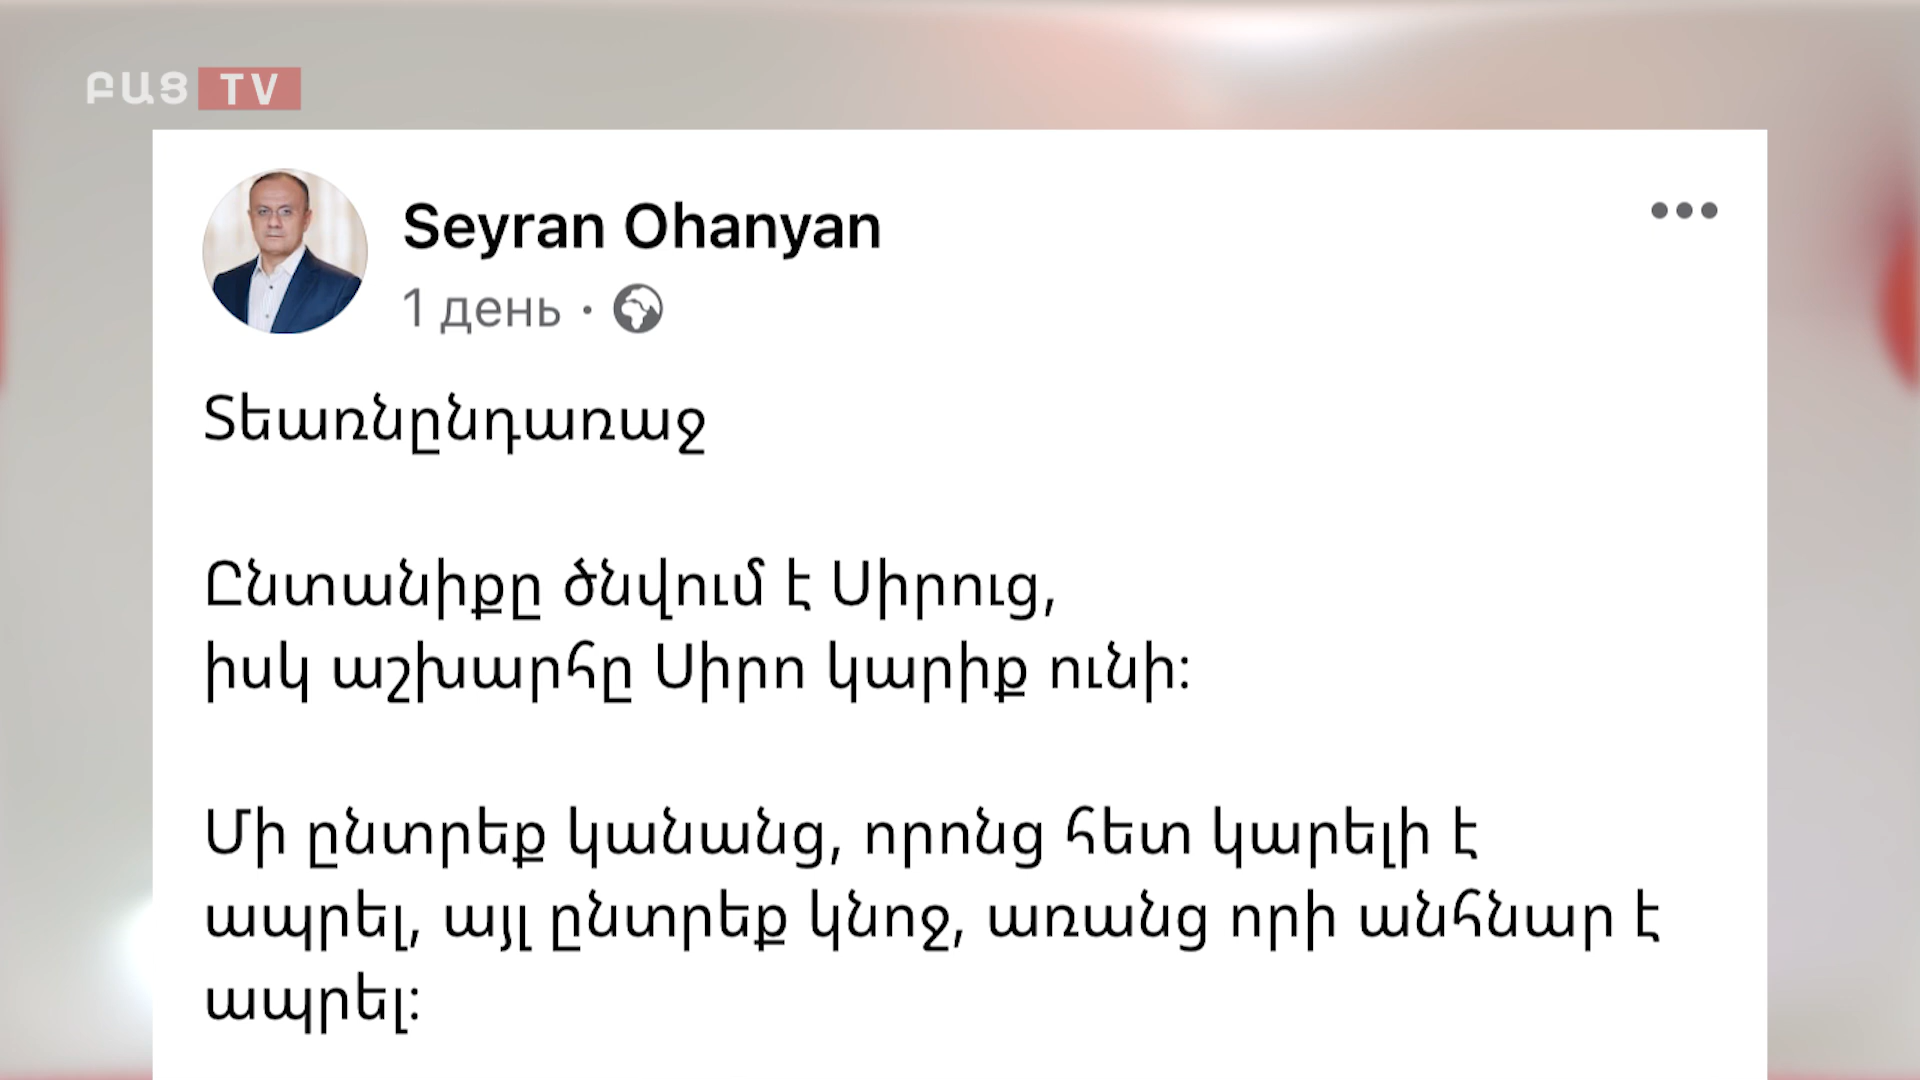 ԲԱՑ TV
Seyran Ohanyan
1 день ·
Տեառնընդառաջ
Ընտանիքը ծնվում է Սիրուց,
իսկ աշխարհը Սիրո կարիք ունի:
Մի ընտրեք կանանց, որոնց հետ կարելի է
ապրել, այլ ընտրեք կնոջ, առանց որի անհնար է
ապրել: